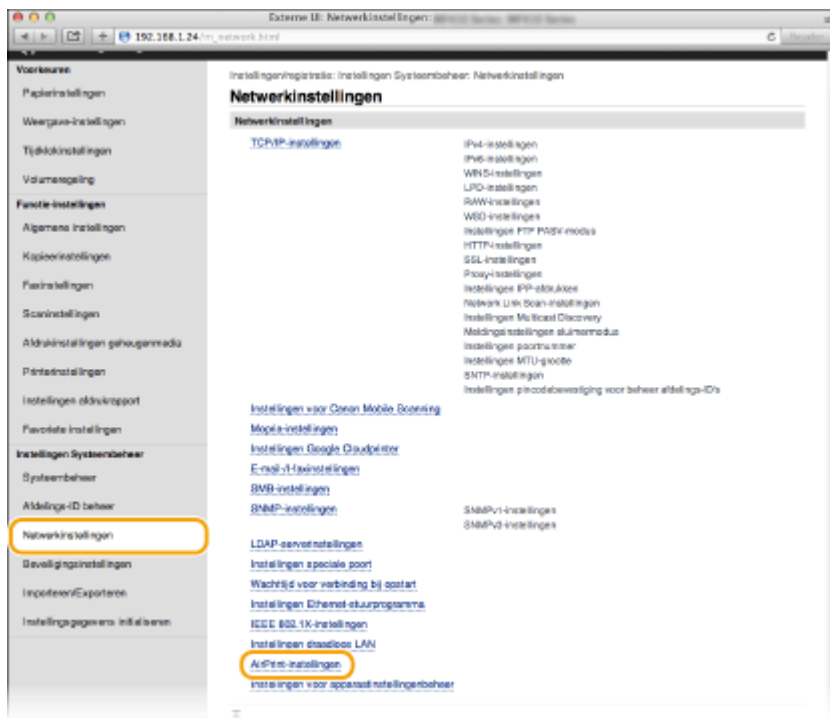 Externe UI: Netwerkinstellingen:
192.168.1.24/m_network.html
Reader
Voorkeuren
Papierinstellingen
Weergave-instellingen
Tijdklokinstellingen
Volumeregeling
Functie-instellingen
Algemene instellingen
Kopieerinstellingen
Faxinstellingen
Scaninstellingen
Afdrukinstellingen geheugenmedia
Printerinstellingen
Instellingen afdrukrapport
Favoriete instellingen
Instellingen Systeembeheer
Systeembeheer
Afdelings-ID beheer
Netwerkinstellingen
Beveiligingsinstellingen
Importeren/Exporteren
Instellingsgegevens initialiseren
Instellingen/registratie: Instellingen Systeembeheer: Netwerkinstellingen
Netwerkinstellingen
Netwerkinstellingen
TCP/IP-instellingen
IPv4-instellingen
IPv6-instellingen
WINS-instellingen
LPD-instellingen
RAW-instellingen
WSD-instellingen
Instellingen FTP PASV-modus
HTTP-instellingen
SSL-instellingen
Proxy-instellingen
Instellingen IPP-afdrukken
Network Link Scan-instellingen
Instellingen Multicast Discovery
Meldingsinstellingen sluimermodus
Instellingen poortnummer
Instellingen MTU-grootte
SNTP-instellingen
Instellingen pincodebevestiging voor beheer afdelings-ID's
Instellingen voor Canon Mobile Scanning
Mopria-instellingen
Instellingen Google Cloudprinter
E-mail-/I-faxinstellingen
SMB-instellingen
SNMP-instellingen
SNMPv1-instellingen
SNMPv3-instellingen
LDAP-serverinstellingen
Instellingen speciale poort
Wachttijd voor verbinding bij opstart
Instellingen Ethernet-stuurprogramma
IEEE 802.1X-instellingen
Instellingen draadloos LAN
AirPrint-instellingen
Instellingen voor apparaatinstellingenbeheer